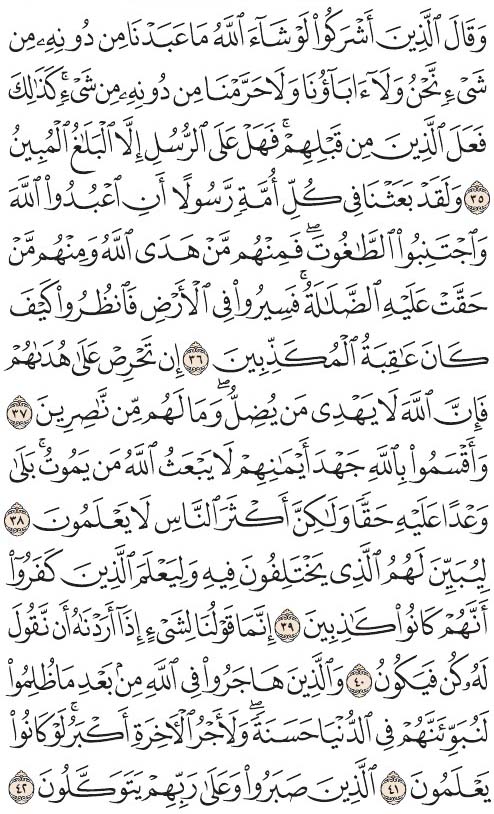 وَقَالَ ٱلَّذِينَ أَشۡرَكُواْ لَوۡ شَآءَ ٱللَّهُ مَا عَبَدۡنَا مِن دُونِهِۦ مِن
شَيۡءٖ نَّحۡنُ وَلَآ ءَابَآؤُنَا وَلَا حَرَّمۡنَا مِن دُونِهِۦ مِن شَيۡءٖۚ كَذَٰلِكَ
فَعَلَ ٱلَّذِينَ مِن قَبۡلِهِمۡۚ فَهَلۡ عَلَى ٱلرُّسُلِ إِلَّا ٱلۡبَلَٰغُ ٱلۡمُبِينُ
٣٥ وَلَقَدۡ بَعَثۡنَا فِي كُلِّ أُمَّةٖ رَّسُولًا أَنِ ٱعۡبُدُواْ ٱللَّهَ
وَٱجۡتَنِبُواْ ٱلطَّٰغُوتَۖ فَمِنۡهُم مَّنۡ هَدَى ٱللَّهُ وَمِنۡهُم مَّنۡ
حَقَّتۡ عَلَيۡهِ ٱلضَّلَٰلَةُۚ فَسِيرُواْ فِي ٱلۡأَرۡضِ فَٱنظُرُواْ كَيۡفَ
كَانَ عَٰقِبَةُ ٱلۡمُكَذِّبِينَ ٣٦ إِن تَحۡرِصۡ عَلَىٰ هُدَىٰهُمۡ
فَإِنَّ ٱللَّهَ لَا يَهۡدِي مَن يُضِلُّۖ وَمَا لَهُم مِّن نَّٰصِرِينَ ٣٧
وَأَقۡسَمُواْ بِٱللَّهِ جَهۡدَ أَيۡمَٰنِهِمۡ لَا يَبۡعَثُ ٱللَّهُ مَن يَمُوتُۚ بَلَىٰ
وَعۡدًا عَلَيۡهِ حَقّٗا وَلَٰكِنَّ أَكۡثَرَ ٱلنَّاسِ لَا يَعۡلَمُونَ ٣٨
لِيُبَيِّنَ لَهُمُ ٱلَّذِي يَخۡتَلِفُونَ فِيهِ وَلِيَعۡلَمَ ٱلَّذِينَ كَفَرُوٓاْ
أَنَّهُمۡ كَانُواْ كَٰذِبِينَ ٣٩ إِنَّمَا قَوۡلُنَا لِشَيۡءٍ إِذَآ أَرَدۡنَٰهُ أَن نَّقُولَ
لَهُۥ كُن فَيَكُونُ ٤٠ وَٱلَّذِينَ هَاجَرُواْ فِي ٱللَّهِ مِنۢ بَعۡدِ مَا ظُلِمُواْ
لَنُبَوِّئَنَّهُمۡ فِي ٱلدُّنۡيَا حَسَنَةٗۖ وَلَأَجۡرُ ٱلۡأٓخِرَةِ أَكۡبَرُۚ لَوۡ كَانُواْ
يَعۡلَمُونَ ٤١ ٱلَّذِينَ صَبَرُواْ وَعَلَىٰ رَبِّهِمۡ يَتَوَكَّلُونَ ٤٢